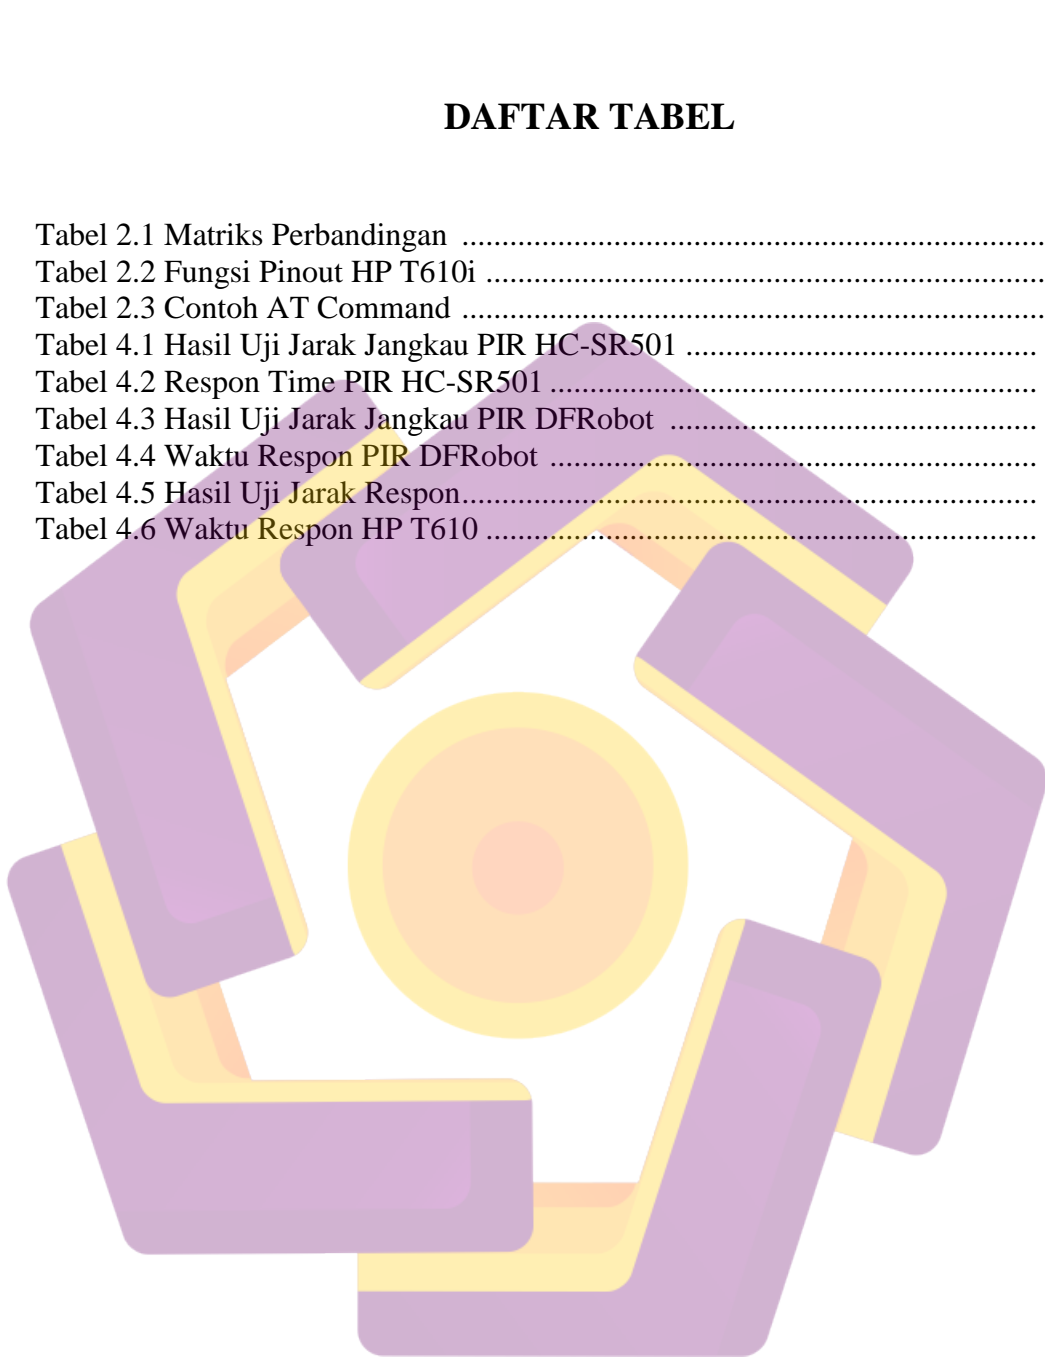 DAFTAR TABEL
Tabel 2.1 Matriks Perbandingan ........................................................................
Tabel 2.2 Fungsi Pinout HP T610i .....................................................................
Tabel 2.3 Contoh AT Command ........................................................................
Tabel 4.1 Hasil Uji Jarak Jangkau PIR HC-SR501 ...........................................
Tabel 4.2 Respon Time PIR HC-SR501 ............................................................
Tabel 4.3 Hasil Uji Jarak Jangkau PIR DFRobot .............................................
Tabel 4.4 Waktu Respon PIR DFRobot ............................................................
Tabel 4.5 Hasil Uji Jarak Respon.......................................................................
Tabel 4.6 Waktu Respon HP T610 ....................................................................